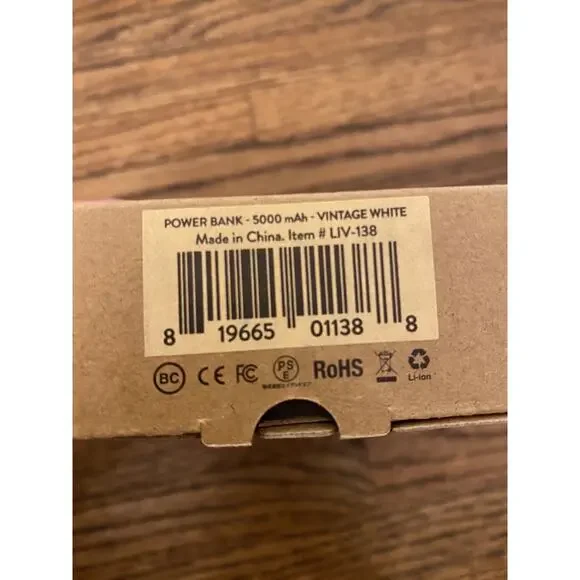 POWER BANK - 5000 mAh - VINTAGE WHITE
Made in China. Item # LIV-138
8 19665 01138 8
BC CE FC PS E RoHS Li-ion